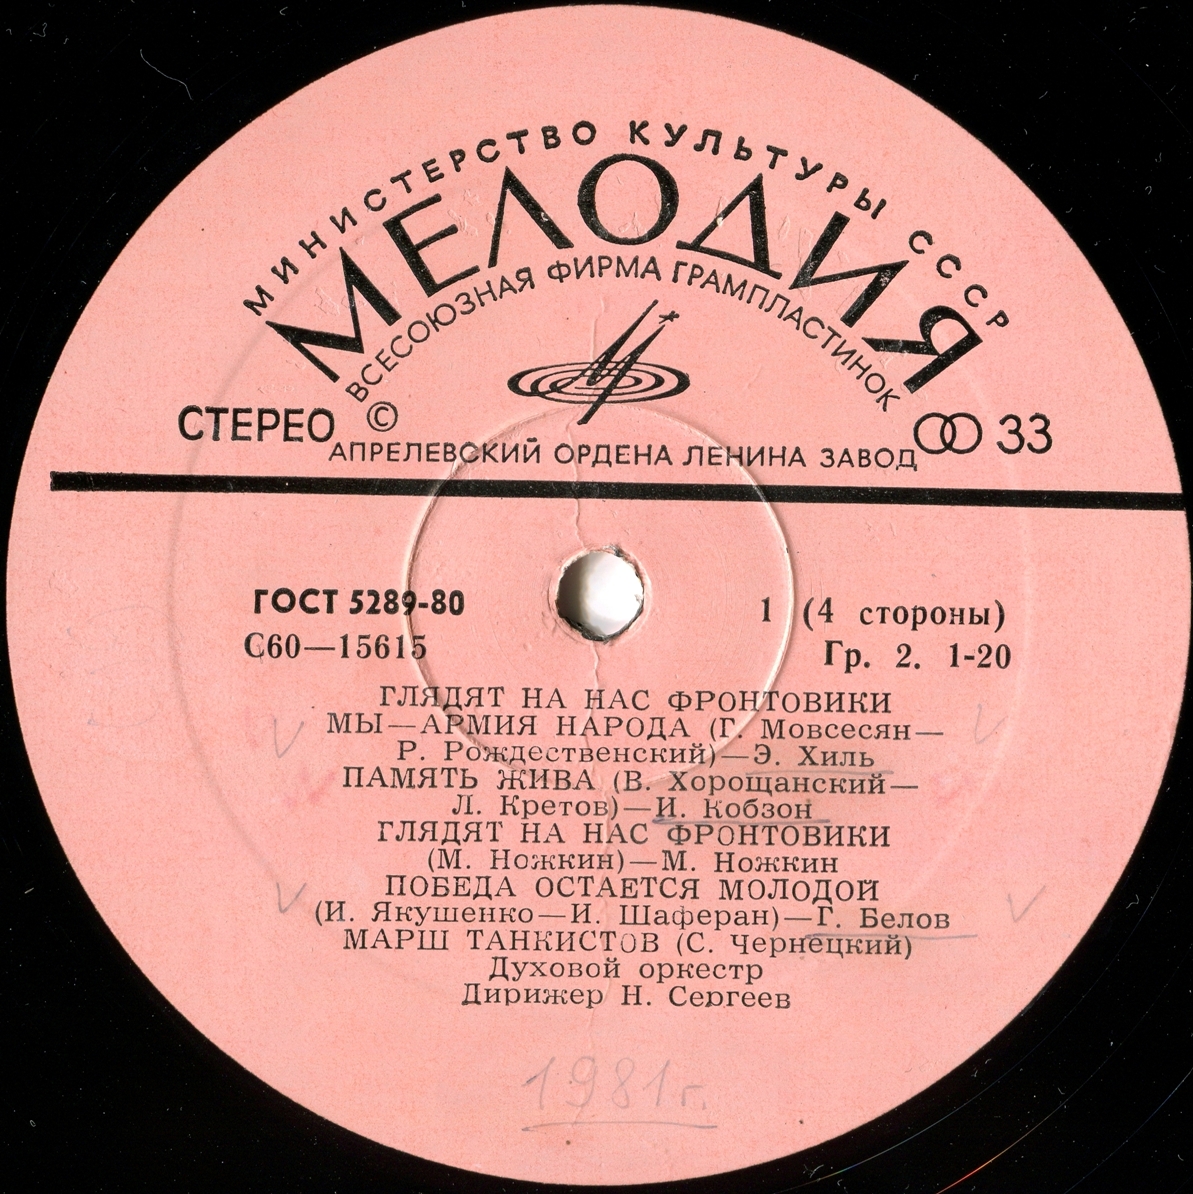 МИНИСТЕРСТВО КУЛЬТУРЫ СССР
МЕЛОДИЯ
ВСЕСОЮЗНАЯ ФИРМА ГРАМПЛАСТИНОК
СТЕРЕО © 33
АПРЕЛЕВСКИЙ ОРДЕНА ЛЕНИНА ЗАВОД
ГОСТ 5289-80 1 (4 стороны)
С60—15615 Гр. 2. 1-20
ГЛЯДЯТ НА НАС ФРОНТОВИКИ
МЫ—АРМИЯ НАРОДА (Г. Мовсесян—
Р. Рождественский)—Э. Хиль
ПАМЯТЬ ЖИВА (В. Хорощанский—
Л. Кретов)—И. Кобзон
ГЛЯДЯТ НА НАС ФРОНТОВИКИ
(М. Ножкин)—М. Ножкин
ПОБЕДА ОСТАЕТСЯ МОЛОДОЙ
(И. Якушенко—И. Шаферан)—Г. Белов
МАРШ ТАНКИСТОВ (С. Чернецкий)
Духовой оркестр
Дирижер Н. Сергеев
1981г.